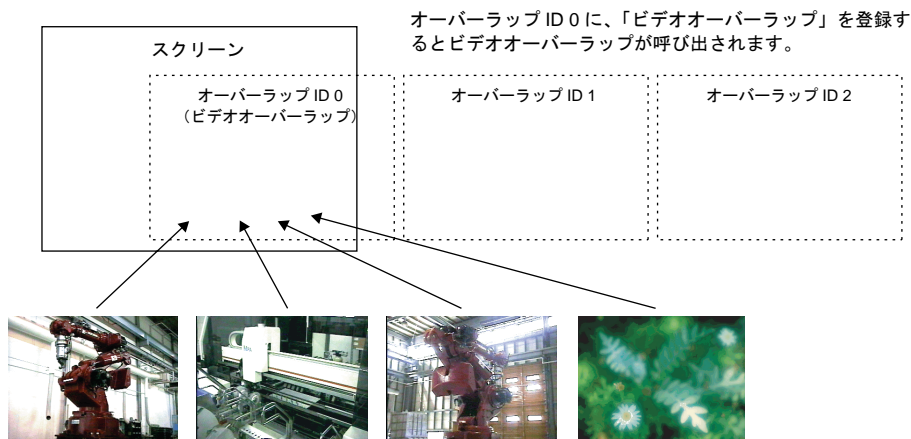 オーバーラップ ID 0 に、「ビデオオーバーラップ」を登録す
るとビデオオーバーラップが呼び出されます。
スクリーン
オーバーラップ ID 0
（ビデオオーバーラップ）
オーバーラップ ID 1
オーバーラップ ID 2